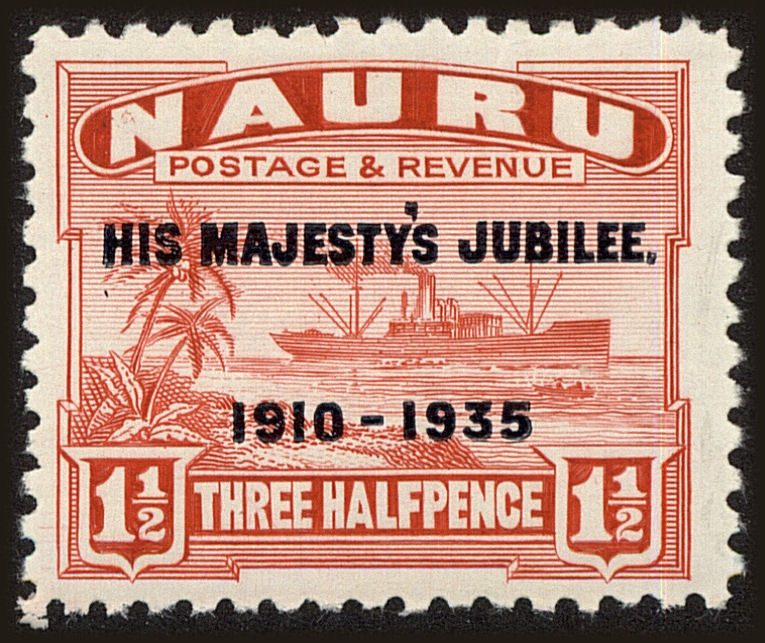 NAURU
POSTAGE & REVENUE
HIS MAJESTY'S JUBILEE.
1910-1935
1½ THREE HALFPENCE 1½